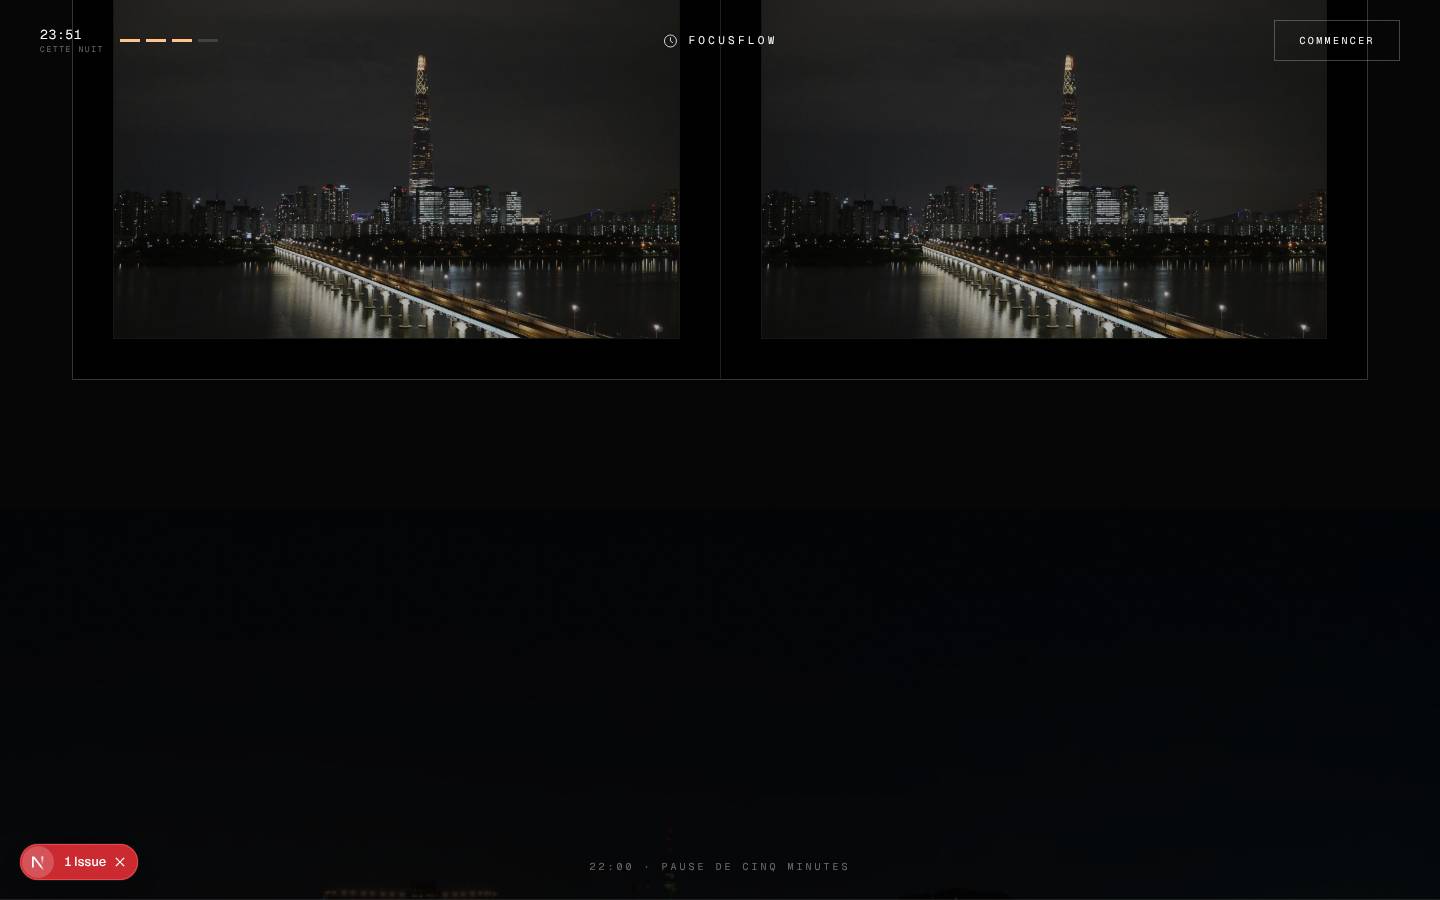 23:51
CETTE NUIT
FOCUSFLOW
COMMENCER
22:00 · PAUSE DE CINQ MINUTES
N
1 Issue